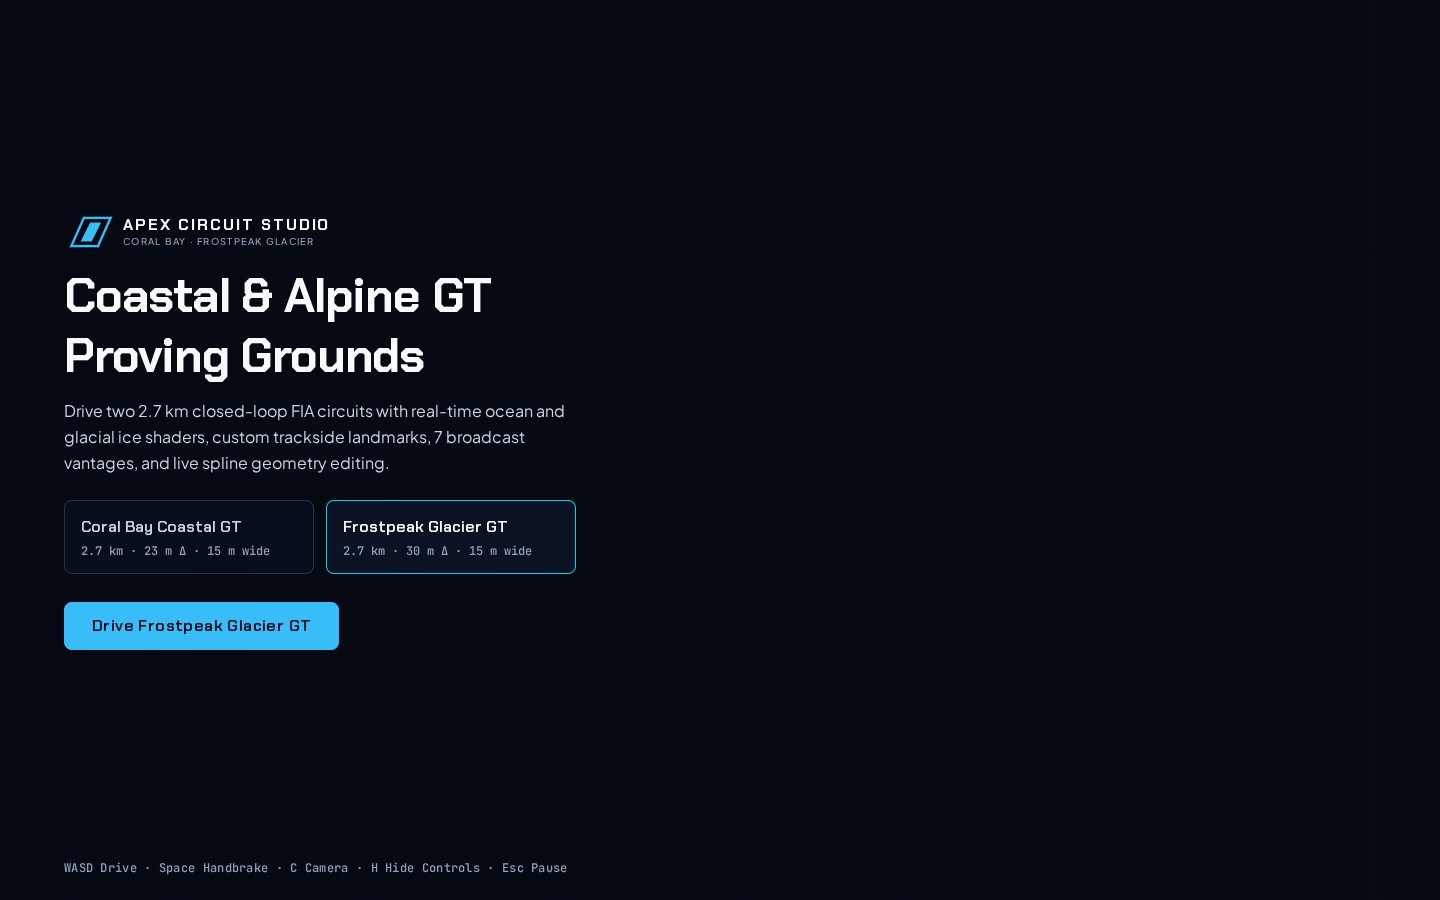 APEX CIRCUIT STUDIO
CORAL BAY · FROSTPEAK GLACIER
Coastal & Alpine GT
Proving Grounds
Drive two 2.7 km closed-loop FIA circuits with real-time ocean and
glacial ice shaders, custom trackside landmarks, 7 broadcast
vantages, and live spline geometry editing.
Coral Bay Coastal GT
2.7 km · 23 m Δ · 15 m wide
Frostpeak Glacier GT
2.7 km · 30 m Δ · 15 m wide
Drive Frostpeak Glacier GT
WASD Drive · Space Handbrake · C Camera · H Hide Controls · Esc Pause